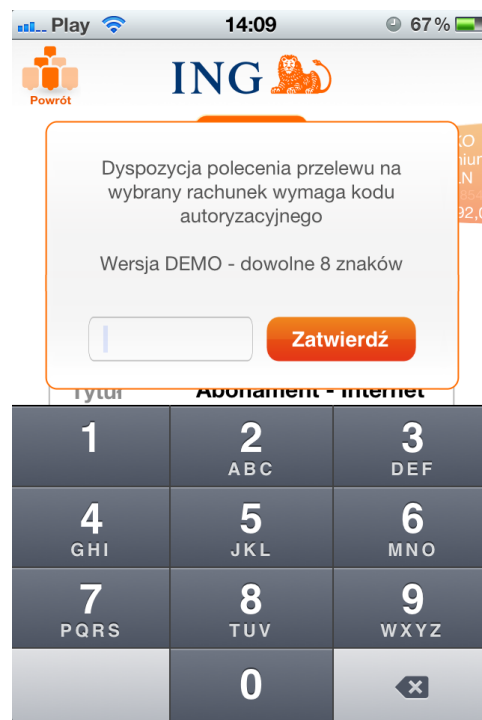 Play 14:09 67%
Powrót
ING
Dyspozycja polecenia przelewu na
wybrany rachunek wymaga kodu
autoryzacyjnego
Wersja DEMO - dowolne 8 znaków
Zatwierdź
Tytuł Abonament - Internet
1 2 3
ABC DEF
4 5 6
GHI JKL MNO
7 8 9
PQRS TUV WXYZ
0